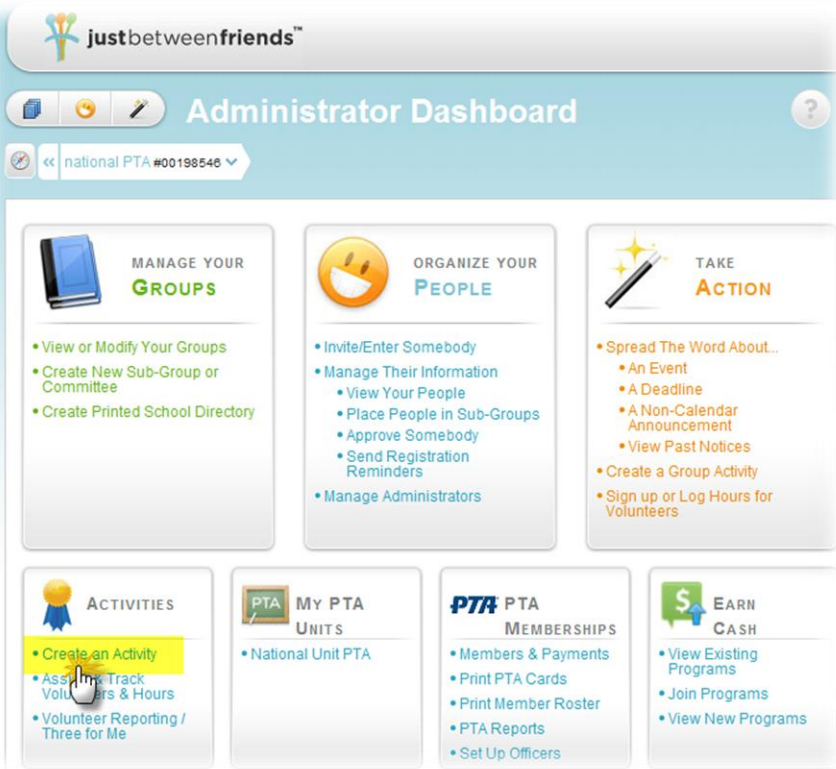 justbetweenfriends™
Administrator Dashboard
?
« national PTA #00198546
MANAGE YOUR
GROUPS
• View or Modify Your Groups
• Create New Sub-Group or
Committee
• Create Printed School Directory
ORGANIZE YOUR
PEOPLE
• Invite/Enter Somebody
• Manage Their Information
• View Your People
• Place People in Sub-Groups
• Approve Somebody
• Send Registration
Reminders
• Manage Administrators
TAKE
ACTION
• Spread The Word About...
• An Event
• A Deadline
• A Non-Calendar
Announcement
• View Past Notices
• Create a Group Activity
• Sign up or Log Hours for
Volunteers
ACTIVITIES
• Create an Activity
• Track
& Hours
• Volunteer Reporting /
Three for Me
PTA
MY PTA
UNITS
• National Unit PTA
PTA PTA
MEMBERSHIPS
• Members & Payments
• Print PTA Cards
• Print Member Roster
• PTA Reports
• Set Up Officers
$
EARN
CASH
• View Existing
Programs
• Join Programs
• View New Programs